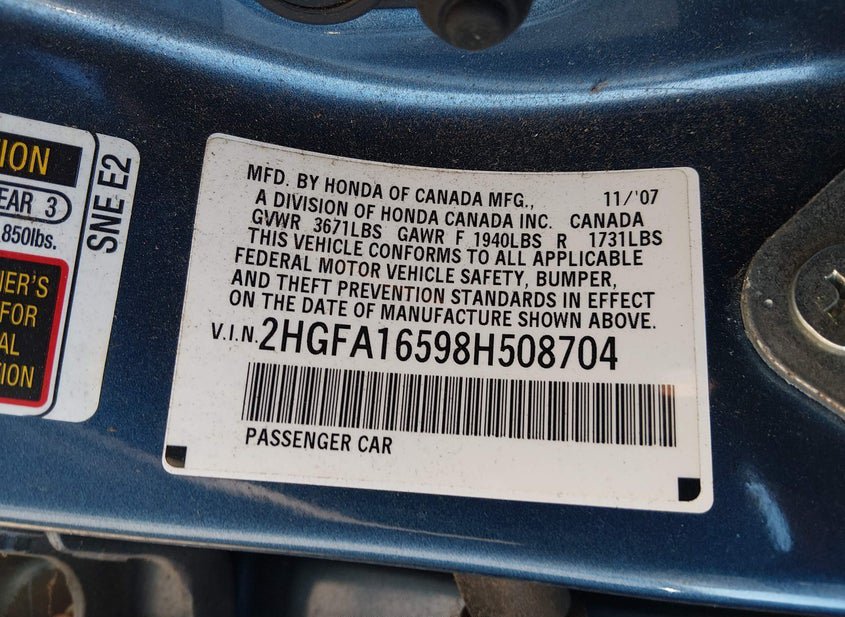 ION
EAR 3
850lbs.
SNE E2
NER'S
FOR
AL
TION
MFD. BY HONDA OF CANADA MFG., 11/'07
A DIVISION OF HONDA CANADA INC. CANADA
GVWR 3671LBS GAWR F 1940LBS R 1731LBS
THIS VEHICLE CONFORMS TO ALL APPLICABLE
FEDERAL MOTOR VEHICLE SAFETY, BUMPER,
AND THEFT PREVENTION STANDARDS IN EFFECT
ON THE DATE OF MANUFACTURE SHOWN ABOVE.
V.I.N. 2HGFA16598H508704
PASSENGER CAR